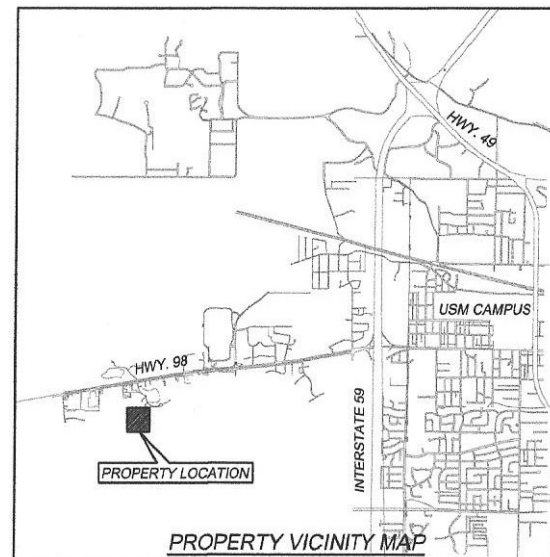 HWY. 49
USM CAMPUS
HWY. 98
INTERSTATE 59
PROPERTY LOCATION
PROPERTY VICINITY MAP